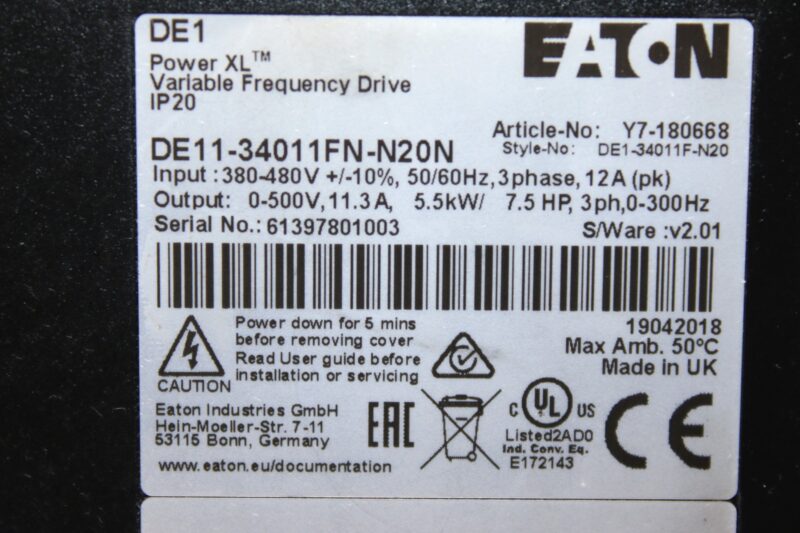 DE1
EATON
Power XL™
Variable Frequency Drive
IP20
Article-No: Y7-180668
DE11-34011FN-N20N
Style-No: DE1-34011F-N20
Input : 380-480V +/-10%, 50/60Hz, 3phase, 12A (pk)
Output: 0-500V, 11.3A, 5.5kW/ 7.5 HP, 3ph,0-300Hz
Serial No.: 61397801003
S/Ware :v2.01
Power down for 5 mins
before removing cover
Read User guide before
installation or servicing
CAUTION
19042018
Max Amb. 50°C
Made in UK
Eaton Industries GmbH
Hein-Moeller-Str. 7-11
53115 Bonn, Germany
www.eaton.eu/documentation
EAC
C UL US
Listed2AD0
Ind. Conv. Eq.
E172143
CE